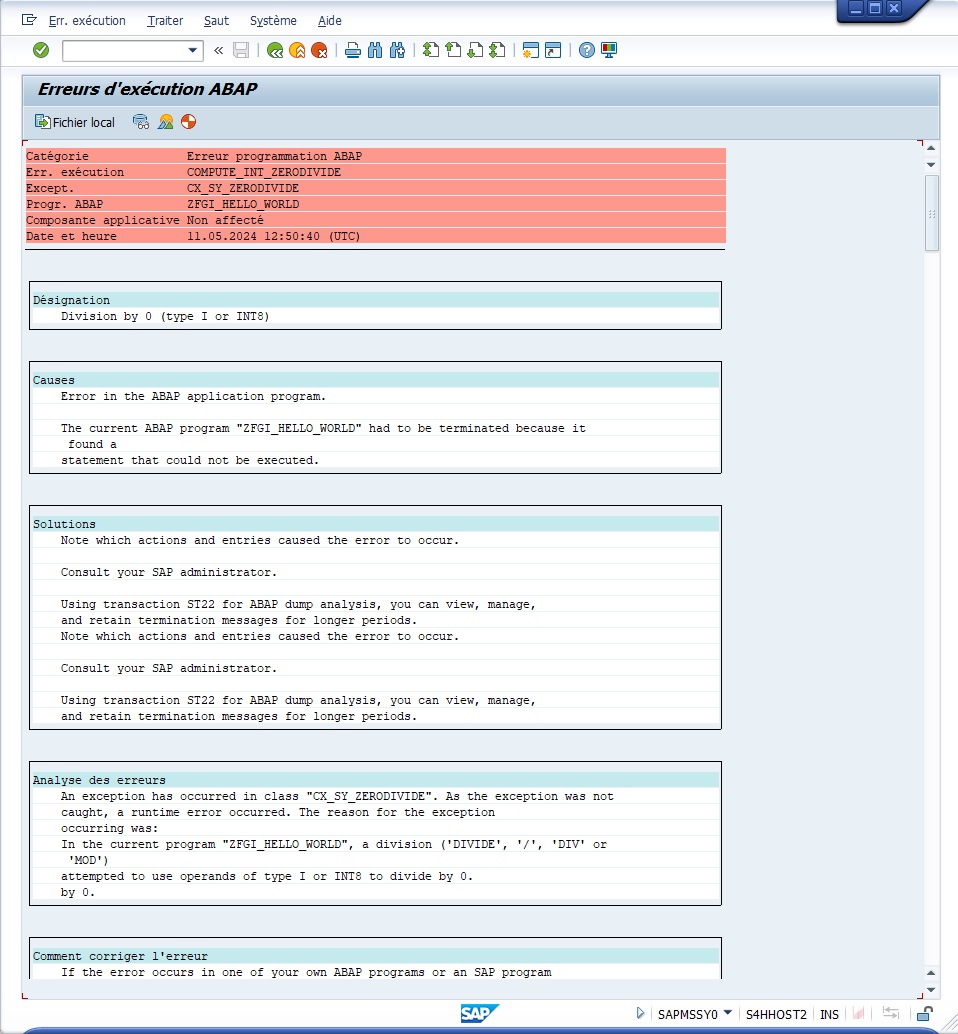 Err. exécution Traiter Saut Système Aide
Erreurs d'exécution ABAP
Fichier local
Catégorie Erreur programmation ABAP
Err. exécution COMPUTE_INT_ZERODIVIDE
Except. CX_SY_ZERODIVIDE
Progr. ABAP ZFGI_HELLO_WORLD
Composante applicative Non affecté
Date et heure 11.05.2024 12:50:40 (UTC)
Désignation
Division by 0 (type I or INT8)
Causes
Error in the ABAP application program.
The current ABAP program "ZFGI_HELLO_WORLD" had to be terminated because it
found a
statement that could not be executed.
Solutions
Note which actions and entries caused the error to occur.
Consult your SAP administrator.
Using transaction ST22 for ABAP dump analysis, you can view, manage,
and retain termination messages for longer periods.
Note which actions and entries caused the error to occur.
Consult your SAP administrator.
Using transaction ST22 for ABAP dump analysis, you can view, manage,
and retain termination messages for longer periods.
Analyse des erreurs
An exception has occurred in class "CX_SY_ZERODIVIDE". As the exception was not
caught, a runtime error occurred. The reason for the exception
occurring was:
In the current program "ZFGI_HELLO_WORLD", a division ('DIVIDE', '/', 'DIV' or
'MOD')
attempted to use operands of type I or INT8 to divide by 0.
by 0.
Comment corriger l'erreur
If the error occurs in one of your own ABAP programs or an SAP program
SAP SAPMSSY0 S4HHOST2 INS